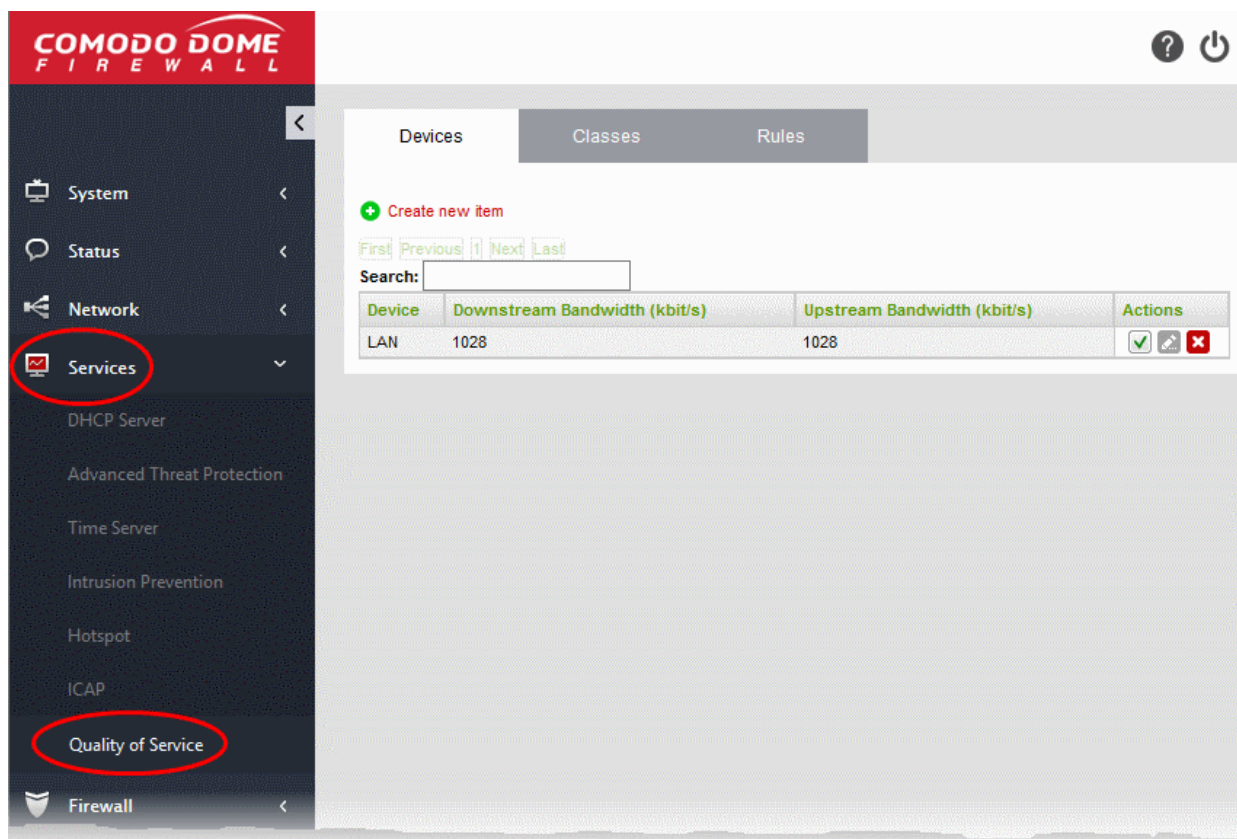 COMODO DOME
FIREWALL
System
Status
Network
Services
DHCP Server
Advanced Threat Protection
Time Server
Intrusion Prevention
Hotspot
ICAP
Quality of Service
Firewall
Devices Classes Rules
Create new item
First Previous 1 Next Last
Search:
Device Downstream Bandwidth (kbit/s) Upstream Bandwidth (kbit/s) Actions
LAN 1028 1028